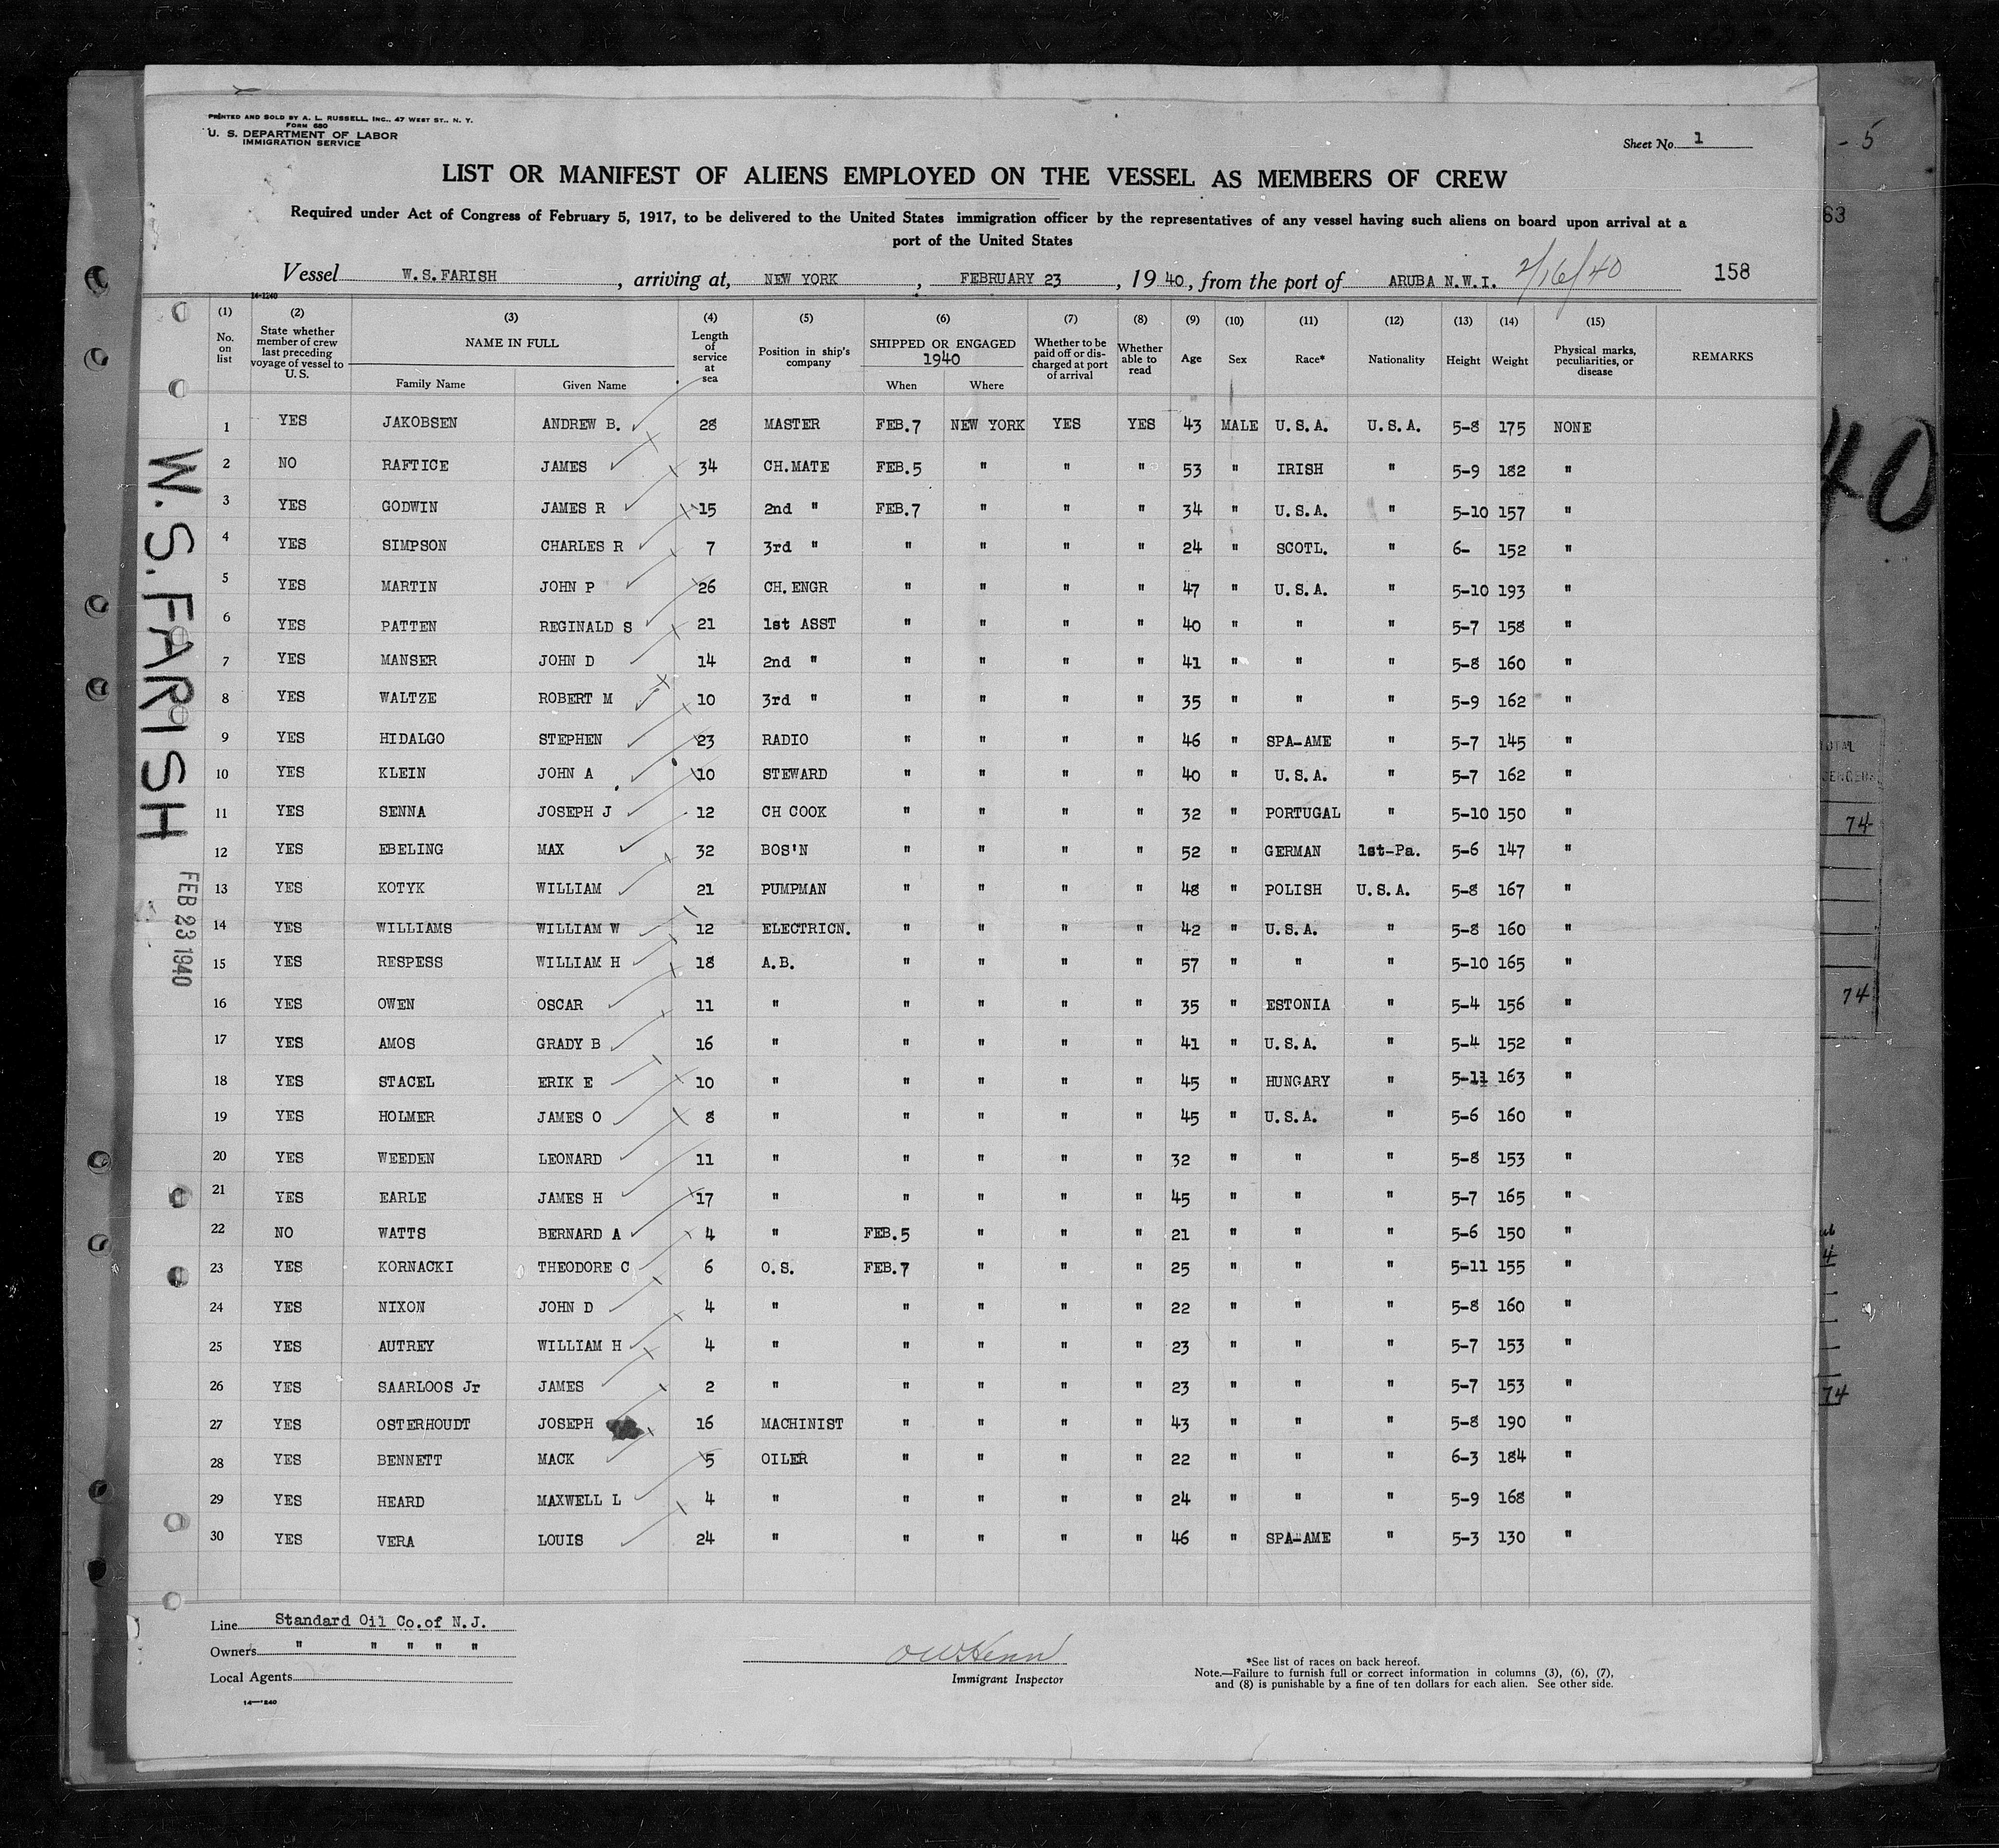 PRINTED AND SOLD BY A. L. RUSSELL, INC., 47 WEST ST., N. Y.
FORM 680
U. S. DEPARTMENT OF LABOR
IMMIGRATION SERVICE
Sheet No. 1
- 5
LIST OR MANIFEST OF ALIENS EMPLOYED ON THE VESSEL AS MEMBERS OF CREW
Required under Act of Congress of February 5, 1917, to be delivered to the United States immigration officer by the representatives of any vessel having such aliens on board upon arrival at a
port of the United States
63
Vessel W.S.FARISH, arriving at, NEW YORK, FEBRUARY 23, 1940, from the port of ARUBA N.W.I. 2/16/40 158
14-1240
(1) No. on list (2) State whether member of crew last preceding voyage of vessel to U. S. (3) NAME IN FULL Family Name Given Name (4) Length of service at sea (5) Position in ship's company (6) SHIPPED OR ENGAGED 1940 When Where (7) Whether to be paid off or discharged at port of arrival (8) Whether able to read (9) Age (10) Sex (11) Race* (12) Nationality (13) Height (14) Weight (15) Physical marks, peculiarities, or disease REMARKS
1 YES JAKOBSEN ANDREW B. 28 MASTER FEB.7 NEW YORK YES YES 43 MALE U.S.A. U.S.A. 5-8 175 NONE
2 NO RAFTICE JAMES 34 CH.MATE FEB.5 " " " 53 " IRISH " 5-9 182 "
3 YES GODWIN JAMES R 15 2nd " FEB.7 " " " 34 " U.S.A. " 5-10 157 "
4 YES SIMPSON CHARLES R 7 3rd " " " " " 24 " SCOTL. " 6- 152 "
5 YES MARTIN JOHN P 26 CH.ENGR " " " " 47 " U.S.A. " 5-10 193 "
6 YES PATTEN REGINALD S 21 1st ASST " " " " 40 " " " 5-7 158 "
7 YES MANSER JOHN D 14 2nd " " " " " 41 " " " 5-8 160 "
8 YES WALTZE ROBERT M 10 3rd " " " " " 35 " " " 5-9 162 "
9 YES HIDALGO STEPHEN 23 RADIO " " " " 46 " SPA-AME " 5-7 145 "
10 YES KLEIN JOHN A 10 STEWARD " " " " 40 " U.S.A. " 5-7 162 "
11 YES SENNA JOSEPH J 12 CH COOK " " " " 32 " PORTUGAL " 5-10 150 "
12 YES EBELING MAX 32 BOS'N " " " " 52 " GERMAN 1st-Pa. 5-6 147 "
13 YES KOTYK WILLIAM 21 PUMPMAN " " " " 48 " POLISH U.S.A. 5-8 167 "
14 YES WILLIAMS WILLIAM W 12 ELECTRICN. " " " " 42 " U.S.A. " 5-8 160 "
15 YES RESPESS WILLIAM H 18 A.B. " " " " 57 " " " 5-10 165 "
16 YES OWEN OSCAR 11 " " " " " 35 " ESTONIA " 5-4 156 "
17 YES AMOS GRADY B 16 " " " " " 41 " U.S.A. " 5-4 152 "
18 YES STACEL ERIK E 10 " " " " " 45 " HUNGARY " 5-11 163 "
19 YES HOLMER JAMES O 8 " " " " " 45 " U.S.A. " 5-6 160 "
20 YES WEEDEN LEONARD 11 " " " " " 32 " " " 5-8 153 "
21 YES EARLE JAMES H 17 " " " " " 45 " " " 5-7 165 "
22 NO WATTS BERNARD A 4 " FEB.5 " " " 21 " " " 5-6 150 "
23 YES KORNACKI THEODORE C 6 O.S. FEB.7 " " " 25 " " " 5-11 155 "
24 YES NIXON JOHN D 4 " " " " " 22 " " " 5-8 160 "
25 YES AUTREY WILLIAM H 4 " " " " " 23 " " " 5-7 153 "
26 YES SAARLOOS Jr JAMES 2 " " " " " 23 " " " 5-7 153 "
27 YES OSTERHOUDT JOSEPH 16 MACHINIST " " " " 43 " " " 5-8 190 "
28 YES BENNETT MACK 5 OILER " " " " 22 " " " 6-3 184 "
29 YES HEARD MAXWELL L 4 " " " " " 24 " " " 5-9 168 "
30 YES VERA LOUIS 24 " " " " " 46 " SPA-AME " 5-3 130 "
W. S. FARISH
FEB 23 1940
40
TOTAL
74
74
4
74
Line Standard Oil Co.of N.J.
Owners " " " " "
Local Agents
14-1240
Immigrant Inspector
*See list of races on back hereof.
Note.—Failure to furnish full or correct information in columns (3), (6), (7),
and (8) is punishable by a fine of ten dollars for each alien. See other side.